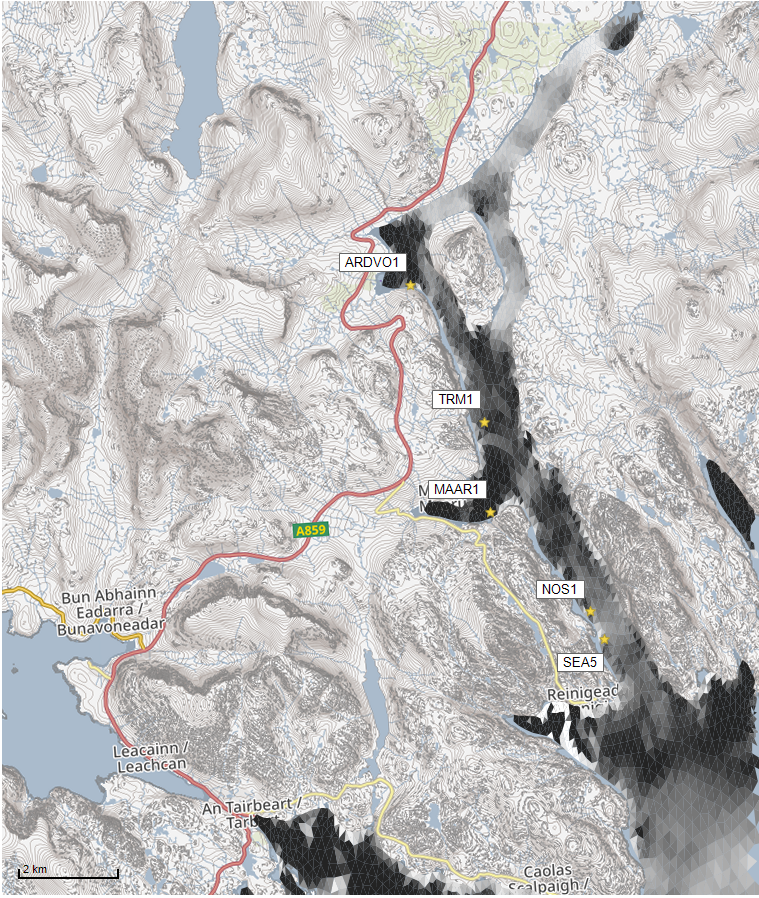 ARDVO1
TRM1
MAAR1
A859
NOS1
Bun Abhainn
Eadarra /
Bunavoneadar
SEA5
Reinigead
Leacainn /
Leachcan
An Tairbeart /
2 km
Caolas
Scalpaigh /